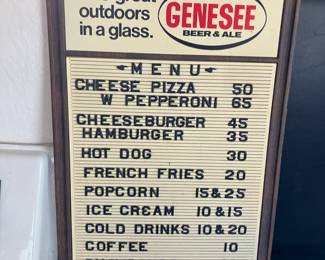 outdoors
in a glass.
GENESEE
BEER & ALE
MENU
CHEESE PIZZA 50
W PEPPERONI 65
CHEESEBURGER 45
HAMBURGER 35
HOT DOG 30
FRENCH FRIES 20
POPCORN 15 & 25
ICE CREAM 10 & 15
COLD DRINKS 10 & 20
COFFEE 10